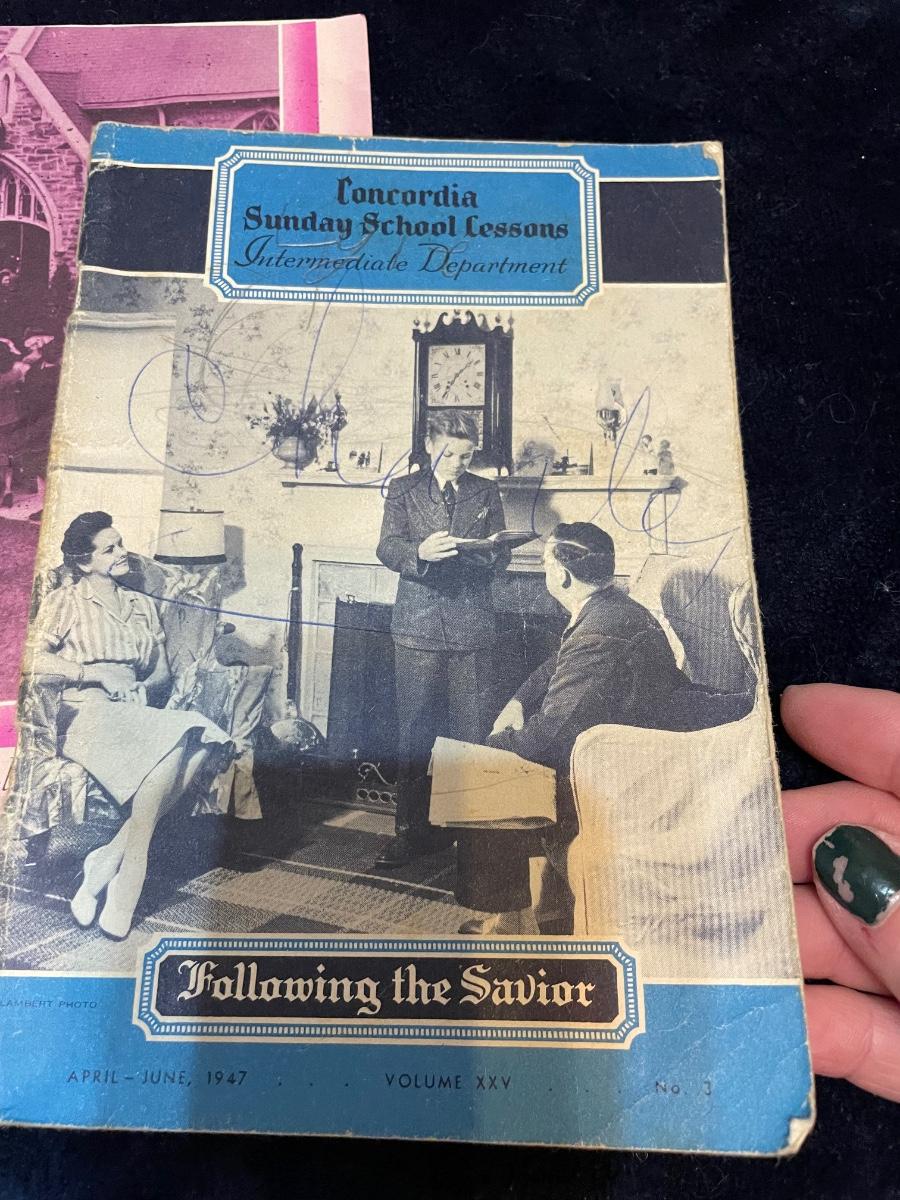 Concordia
Sunday School Lessons
Intermediate Department
Following the Savior
LAMBERT PHOTO
APRIL – JUNE, 1947 . . . VOLUME XXV . . . No. 3